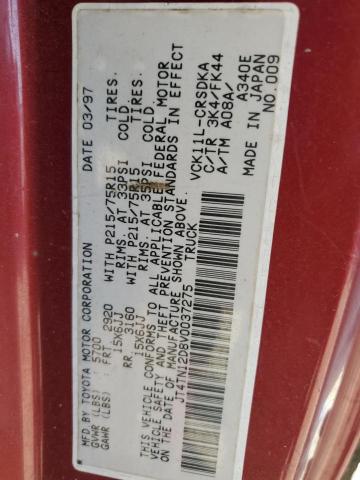 MFD BY TOYOTA MOTOR CORPORATION DATE 03/97
GVWR (LBS) 5700
GAWR (LBS) FRT 2920 WITH P215/75R15 TIRES.
15X6JJ RIMS. AT 33PSI COLD.
RR. 3160 WITH P215/75R15 TIRES.
15X6JJ RIMS. AT 35PSI COLD.
THIS VEHICLE CONFORMS TO ALL APPLICABLE FEDERAL MOTOR
VEHICLE SAFETY AND THEFT PREVENTION STANDARDS IN EFFECT
ON THE DATE OF MANUFACTURE SHOWN ABOVE.
TRUCK
VCK11L-CRSDKA
C/TR 3K4/FK44
A/TM A08A/ A340E
MADE IN JAPAN
NO.009